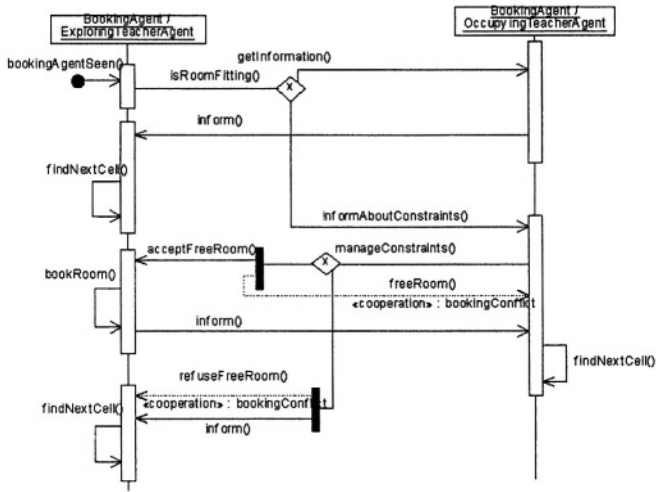 BookingAgent /
ExploringTeacherAgent
BookingAgent /
OccupyingTeacherAgent
getInformation()
bookingAgentSeen()
isRoomFitting()
X
inform()
findNextCell()
informAboutConstraints()
acceptFreeRoom()
manageConstraints()
X
bookRoom()
freeRoom()
«cooperation» : bookingConflict
inform()
findNextCell()
refuseFreeRoom()
«cooperation» : bookingConflict
findNextCell()
inform()